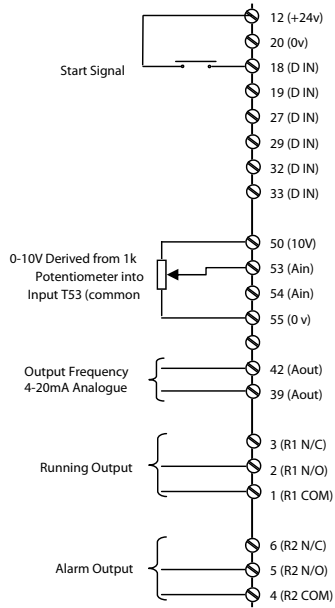 12 (+24v)
20 (0v)
Start Signal
18 (D IN)
19 (D IN)
27 (D IN)
29 (D IN)
32 (D IN)
33 (D IN)
50 (10V)
0-10V Derived from 1k
Potentiometer into
Input T53 (common
53 (Ain)
54 (Ain)
55 (0 v)
Output Frequency
4-20mA Analogue
42 (Aout)
39 (Aout)
Running Output
3 (R1 N/C)
2 (R1 N/O)
1 (R1 COM)
Alarm Output
6 (R2 N/C)
5 (R2 N/O)
4 (R2 COM)